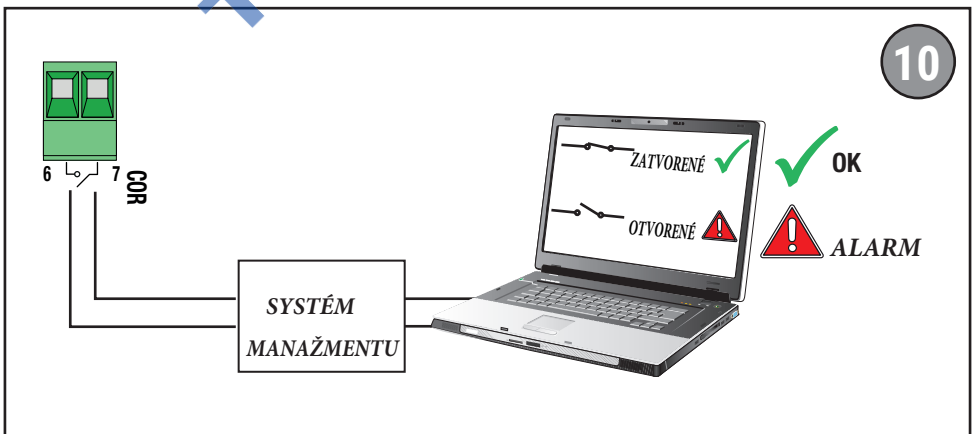 10
6 7 COR
ZATVORENÉ
OK
OTVORENÉ
ALARM
SYSTÉM
MANAŽMENTU